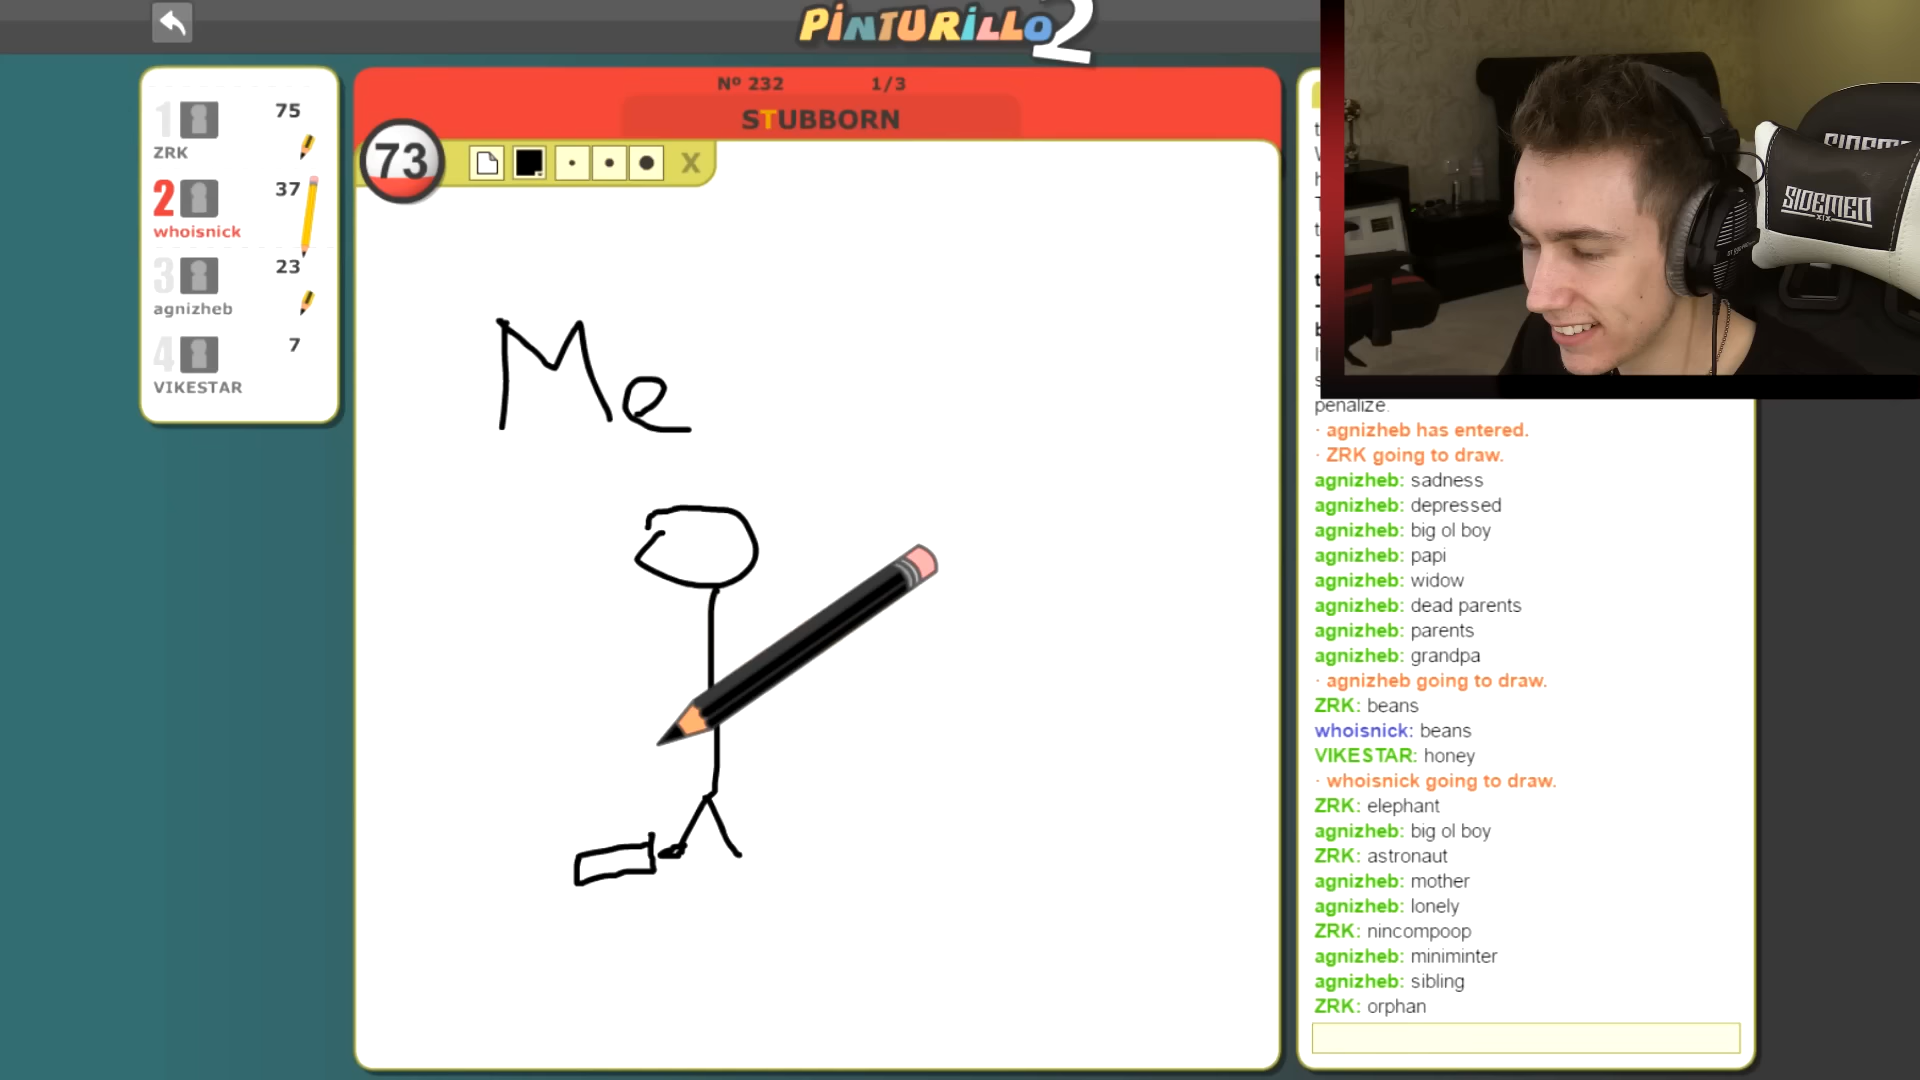 PiNTURiLLO 2
Nº 232 1/3
STUBBORN
73
X
1 75
ZRK
2 37
whoisnick
3 23
agnizheb
4 7
VIKESTAR
Me
SIDEMEN
SIDEMEN
XIX
penalize.
· agnizheb has entered.
· ZRK going to draw.
agnizheb: sadness
agnizheb: depressed
agnizheb: big ol boy
agnizheb: papi
agnizheb: widow
agnizheb: dead parents
agnizheb: parents
agnizheb: grandpa
· agnizheb going to draw.
ZRK: beans
whoisnick: beans
VIKESTAR: honey
· whoisnick going to draw.
ZRK: elephant
agnizheb: big ol boy
ZRK: astronaut
agnizheb: mother
agnizheb: lonely
ZRK: nincompoop
agnizheb: miniminter
agnizheb: sibling
ZRK: orphan